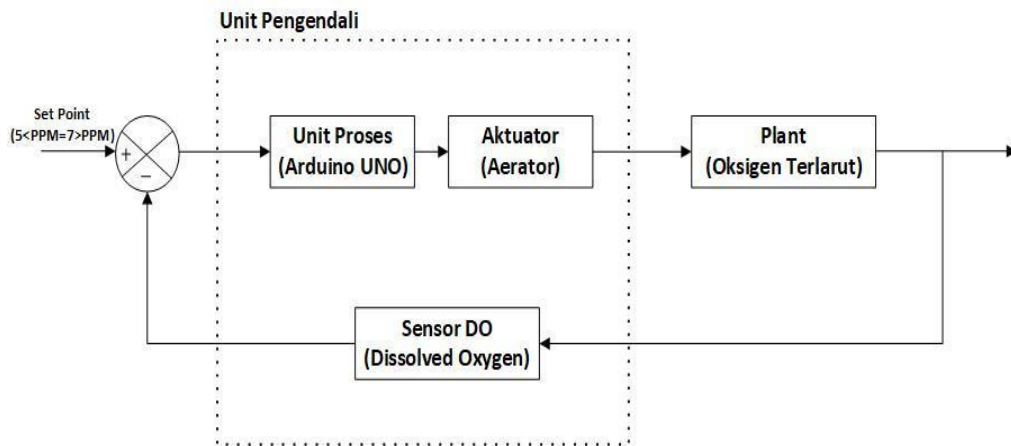 Unit Pengendali
Set Point
(5<PPM=7>PPM)
+
−
Unit Proses
(Arduino UNO)
Aktuator
(Aerator)
Plant
(Oksigen Terlarut)
Sensor DO
(Dissolved Oxygen)